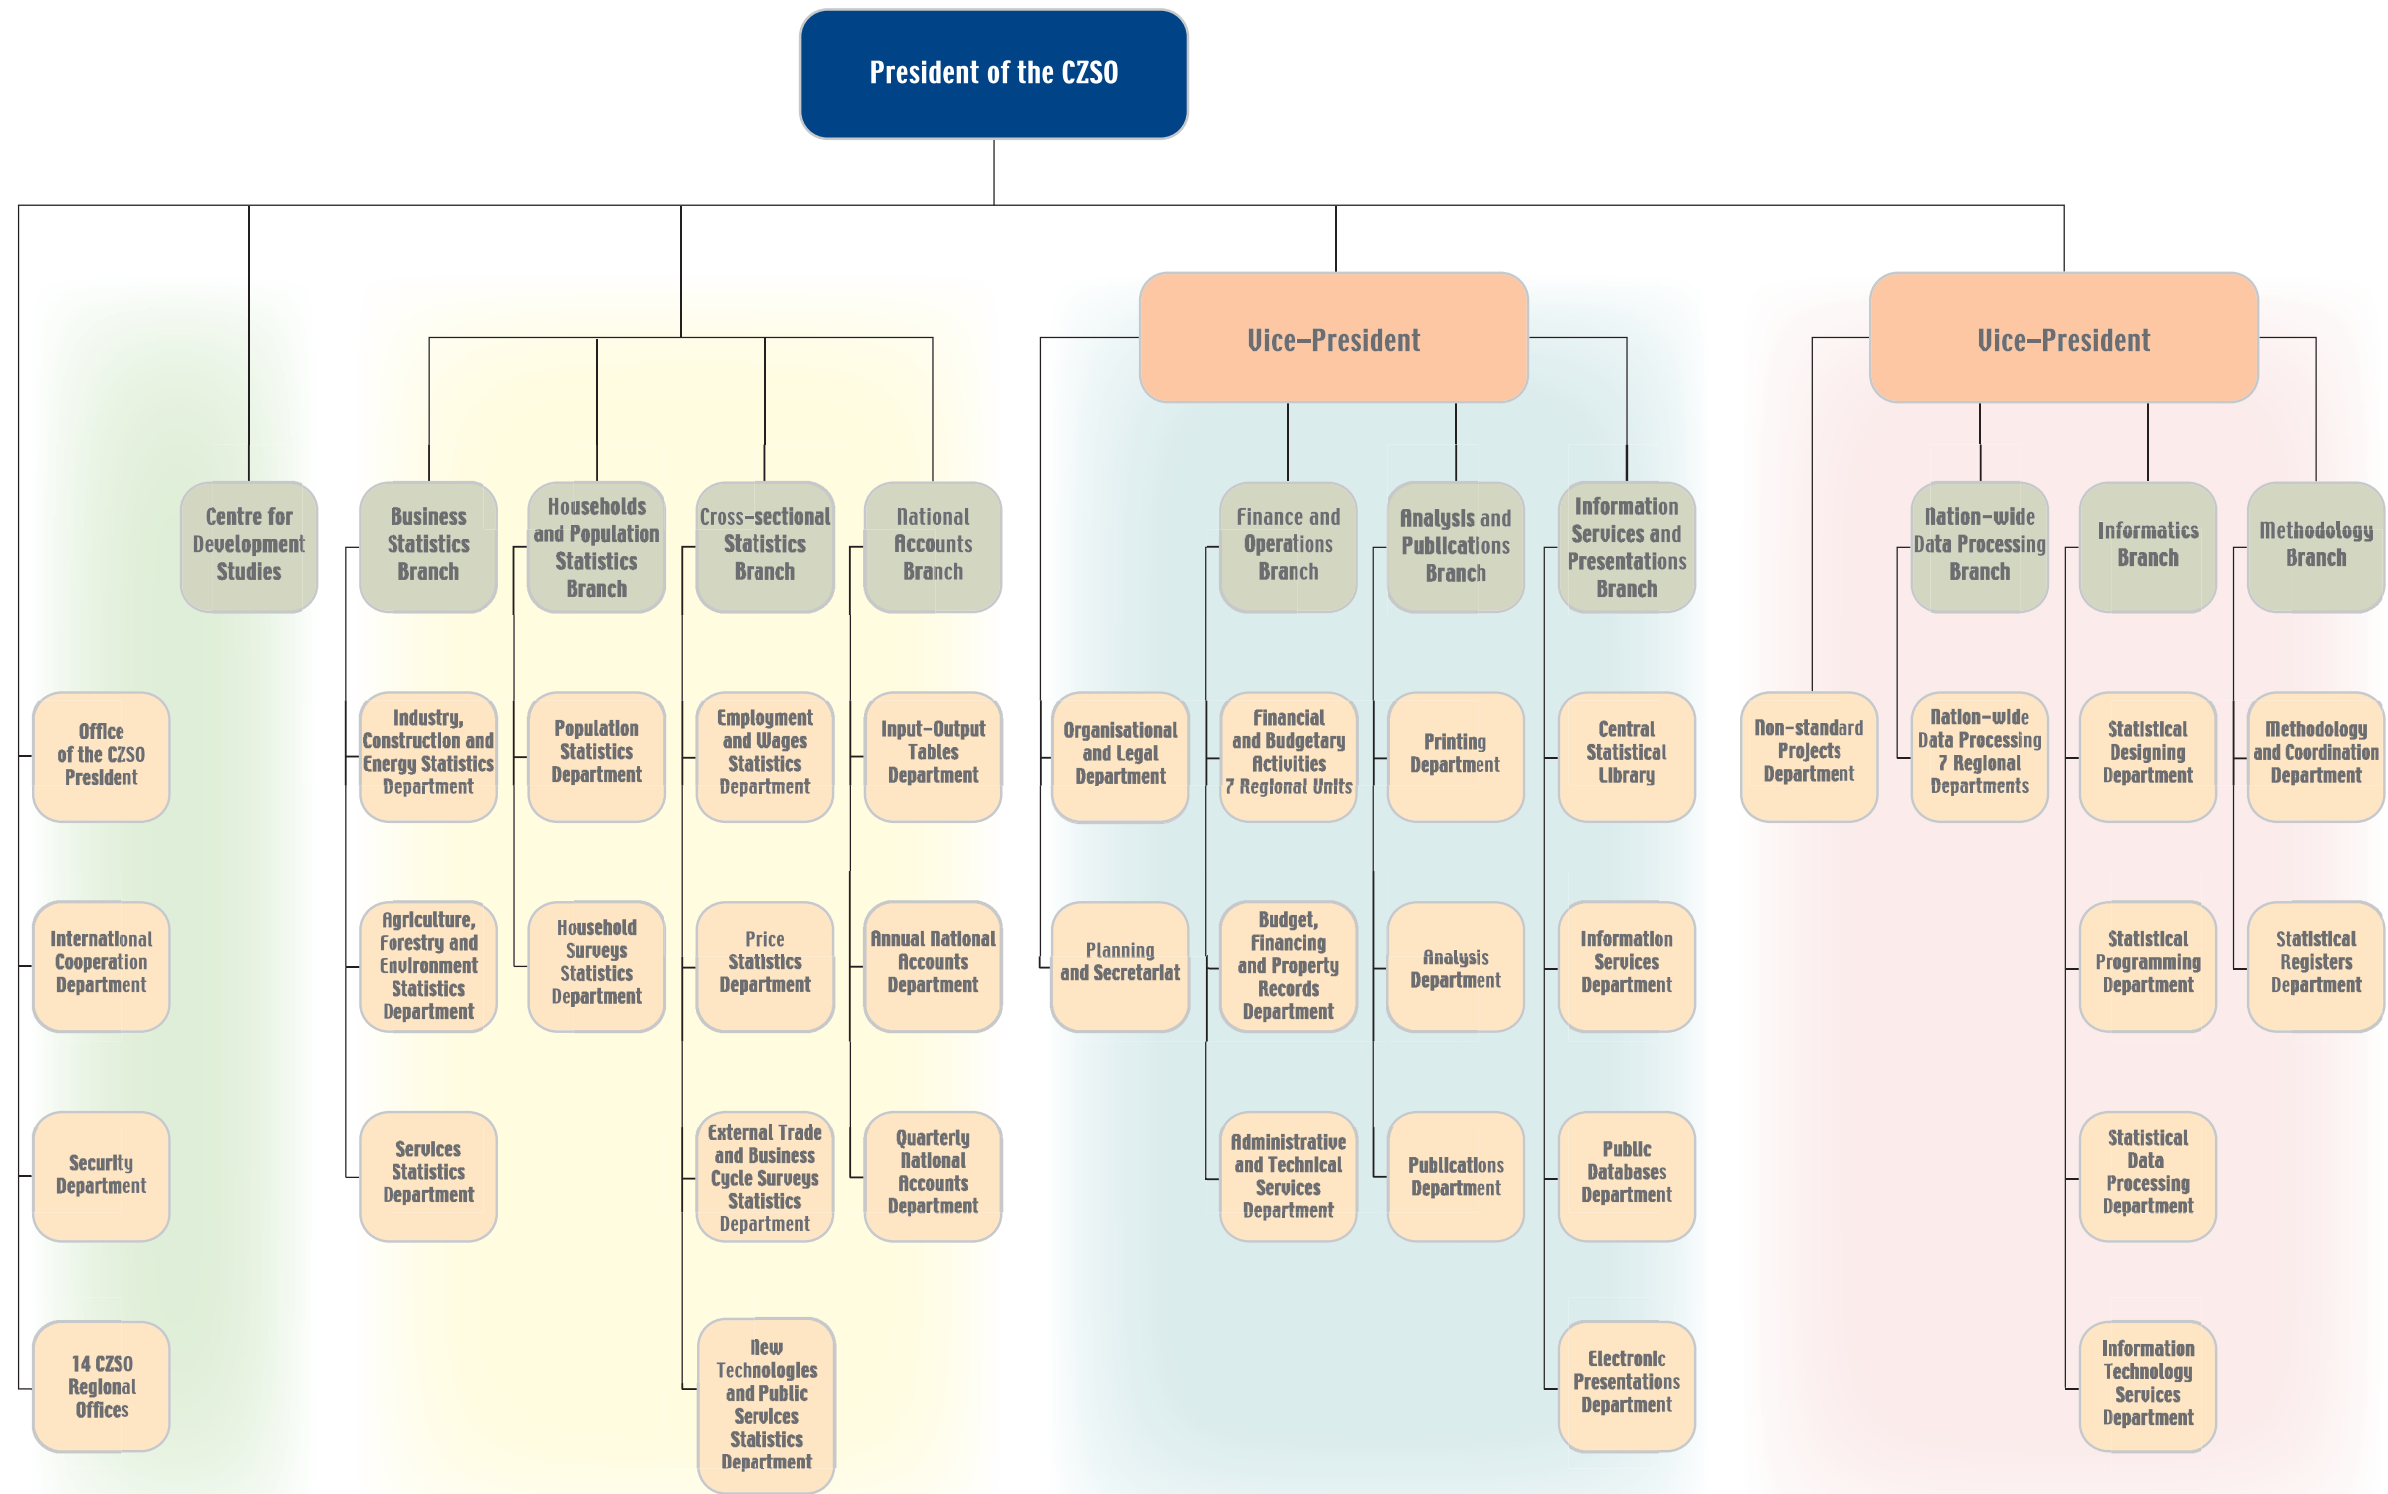 President of the CZSO
Vice-President
Vice-President
Centre for
Development
Studies
Business
Statistics
Branch
Households
and Population
Statistics
Branch
Cross-sectional
Statistics
Branch
National
Accounts
Branch
Finance and
Operations
Branch
Analysis and
Publications
Branch
Information
Services and
Presentations
Branch
Nation-wide
Data Processing
Branch
Informatics
Branch
Methodology
Branch
Office
of the CZSO
President
Industry,
Construction and
Energy Statistics
Department
Population
Statistics
Department
Employment
and Wages
Statistics
Department
Input-Output
Tables
Department
Organisational
and Legal
Department
Financial
and Budgetary
Activities
7 Regional Units
Printing
Department
Central
Statistical
Library
Non-standard
Projects
Department
Nation-wide
Data Processing
7 Regional
Departments
Statistical
Designing
Department
Methodology
and Coordination
Department
International
Cooperation
Department
Agriculture,
Forestry and
Environment
Statistics
Department
Household
Surveys
Statistics
Department
Price
Statistics
Department
Annual National
Accounts
Department
Planning
and Secretariat
Budget,
Financing
and Property
Records
Department
Analysis
Department
Information
Services
Department
Statistical
Programming
Department
Statistical
Registers
Department
Security
Department
Services
Statistics
Department
External Trade
and Business
Cycle Surveys
Statistics
Department
Quarterly
National
Accounts
Department
Administrative
and Technical
Services
Department
Publications
Department
Public
Databases
Department
Statistical
Data
Processing
Department
14 CZSO
Regional
Offices
New
Technologies
and Public
Services
Statistics
Department
Electronic
Presentations
Department
Information
Technology
Services
Department